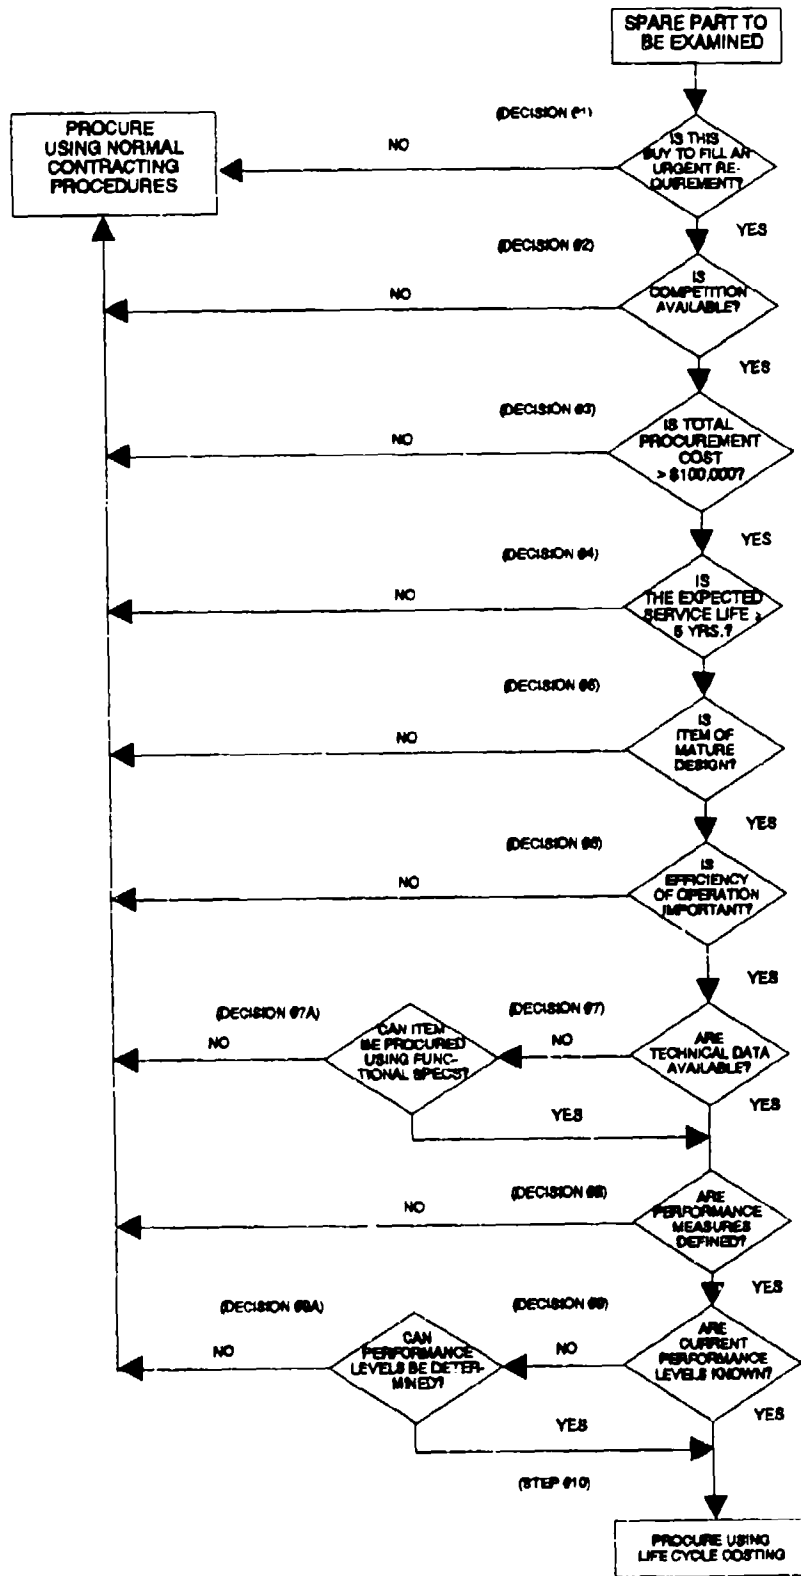 SPARE PART TO
BE EXAMINED
(DECISION #1)
PROCURE
USING NORMAL
CONTRACTING
PROCEDURES
NO
IS THIS
BUY TO FILL AN
URGENT RE-
QUIREMENT?
YES
(DECISION #2)
NO
IS
COMPETITION
AVAILABLE?
YES
(DECISION #3)
NO
IS TOTAL
PROCUREMENT
COST
> $100,000?
YES
(DECISION #4)
NO
IS
THE EXPECTED
SERVICE LIFE ≥
5 YRS.?
(DECISION #5)
NO
IS
ITEM OF
MATURE
DESIGN?
YES
(DECISION #6)
NO
IS
EFFICIENCY
OF OPERATION
IMPORTANT?
YES
(DECISION #7A)
NO
CAN ITEM
BE PROCURED
USING FUNC-
TIONAL SPECS?
(DECISION #7)
NO
ARE
TECHNICAL DATA
AVAILABLE?
YES
YES
(DECISION #8)
NO
ARE
PERFORMANCE
MEASURES
DEFINED?
YES
(DECISION #9A)
NO
CAN
PERFORMANCE
LEVELS BE DETER-
MINED?
(DECISION #9)
NO
ARE
CURRENT
PERFORMANCE
LEVELS KNOWN?
YES
YES
(STEP #10)
PROCURE USING
LIFE CYCLE COSTING